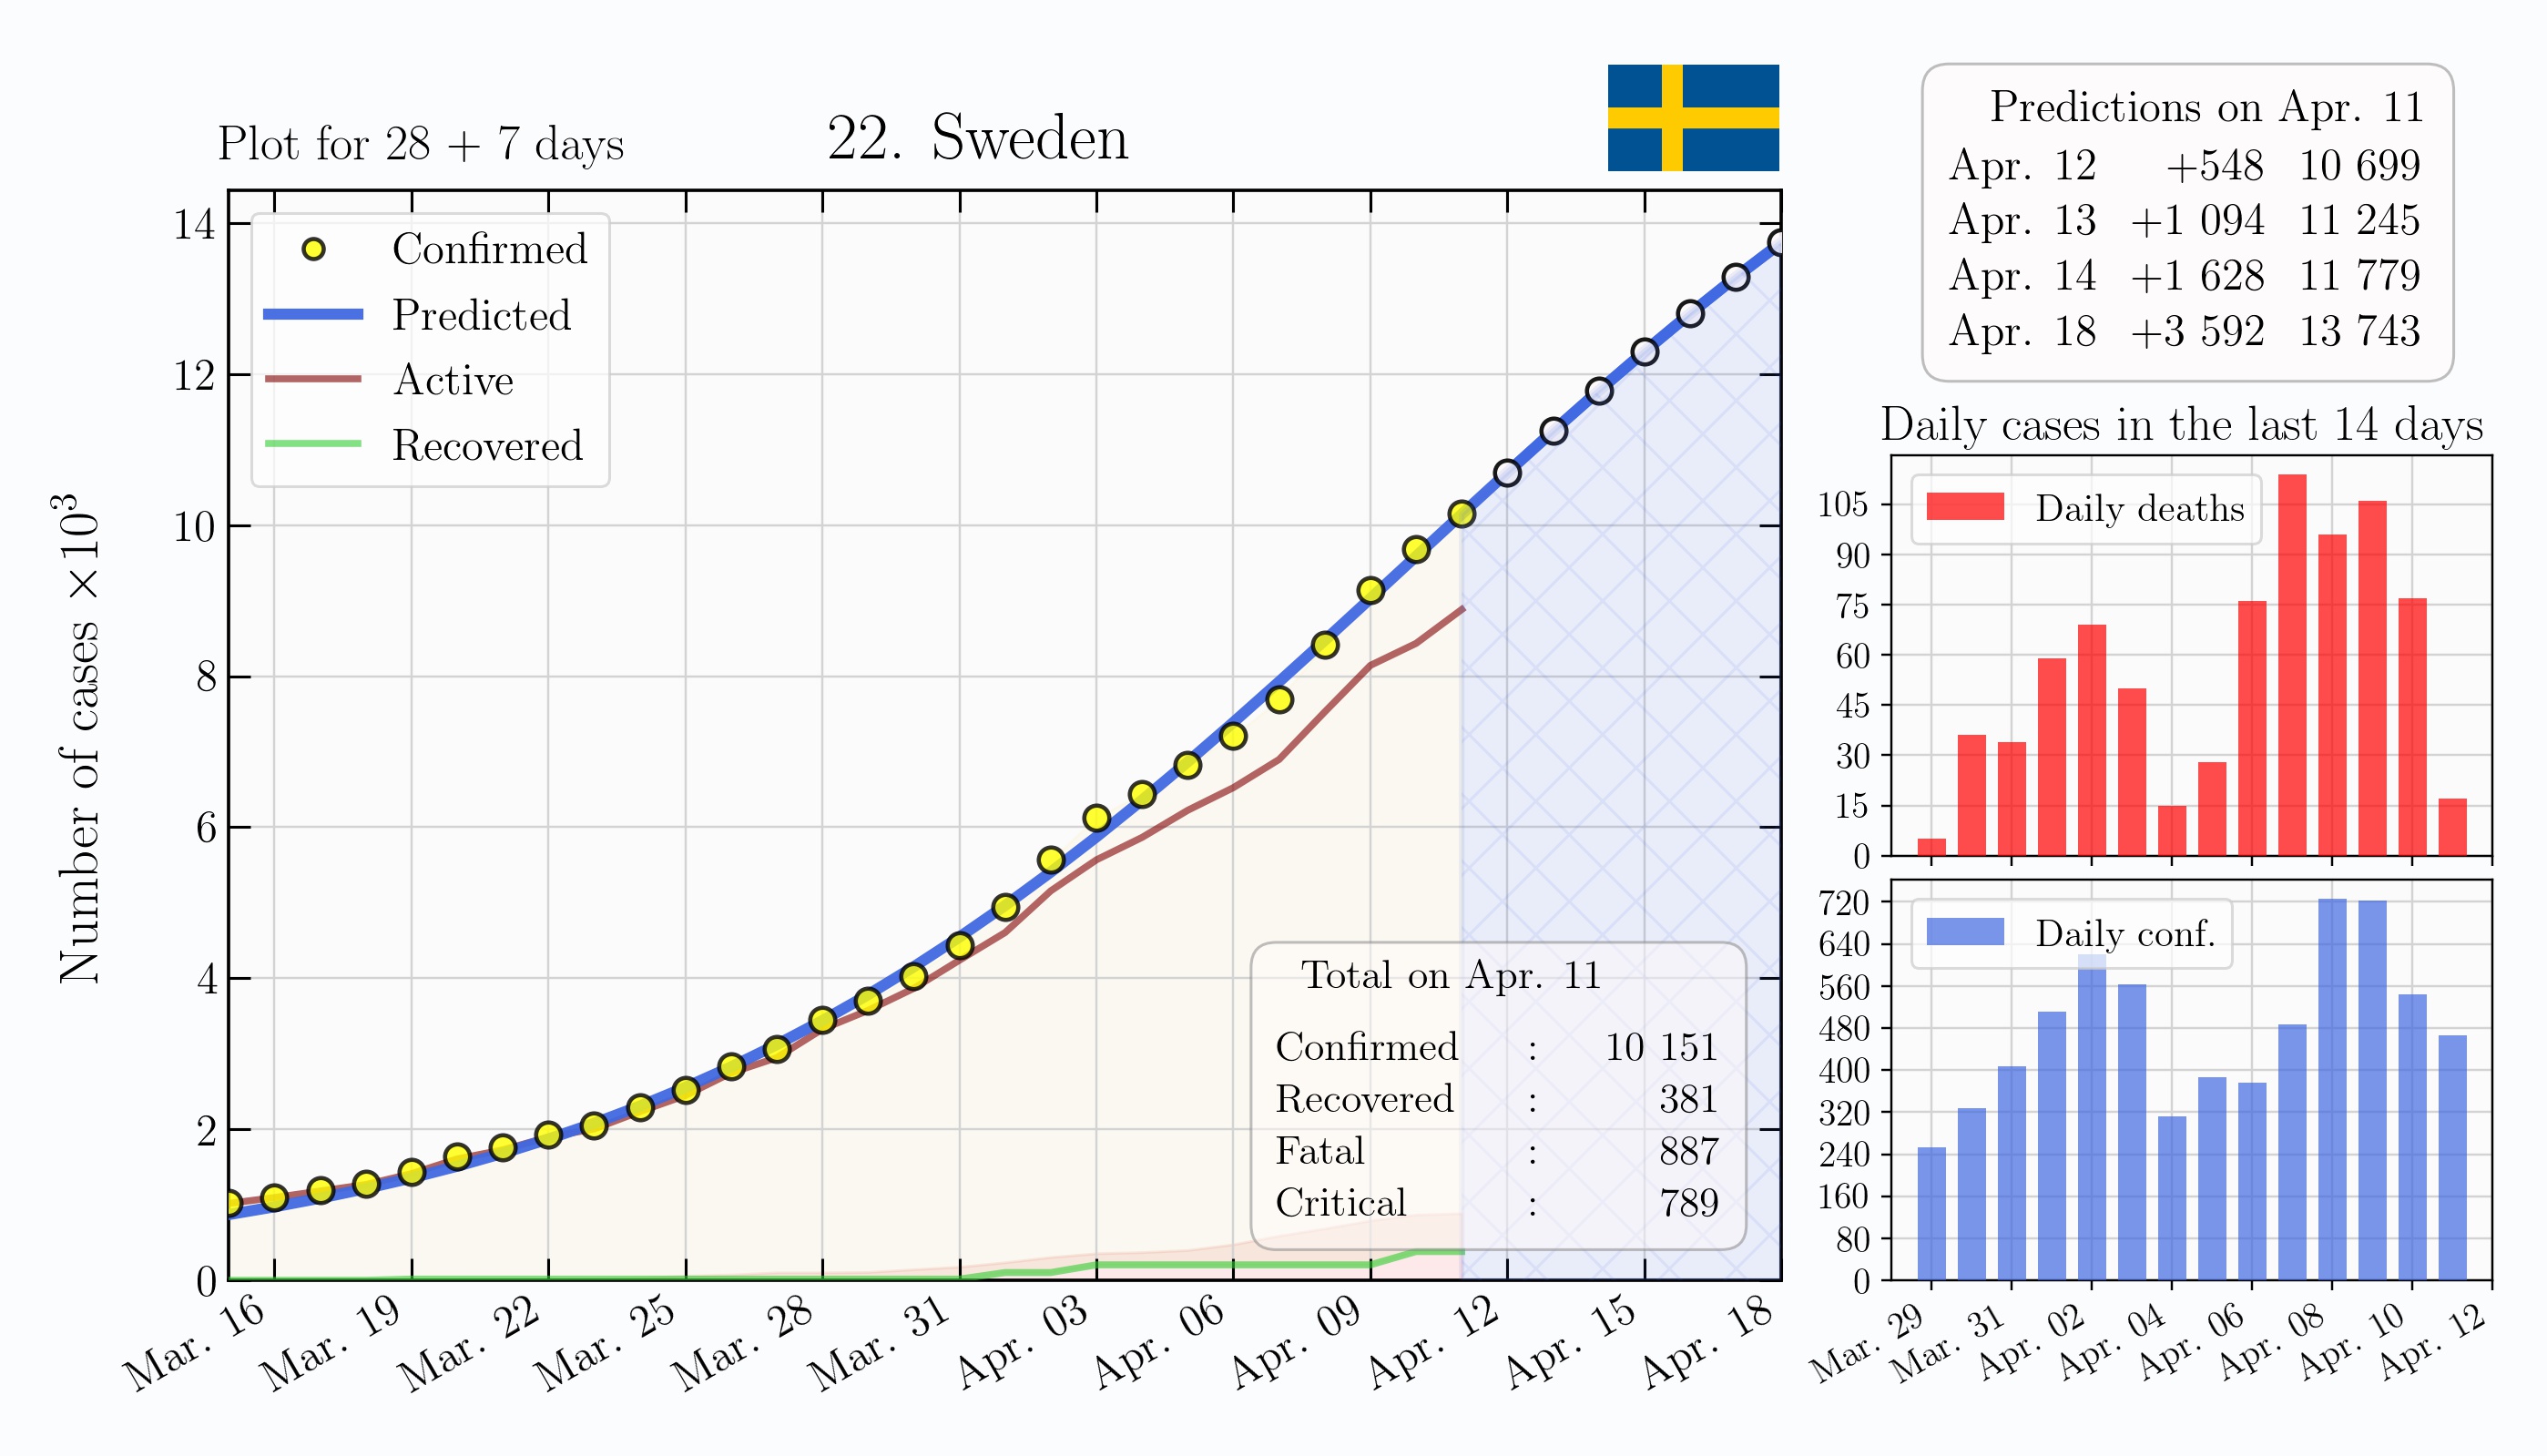 Plot for 28 + 7 days
22. Sweden
Number of cases ×10³
14
12
10
8
6
4
2
0
Confirmed
Predicted
Active
Recovered
Total on Apr. 11
Confirmed : 10 151
Recovered : 381
Fatal : 887
Critical : 789
Mar. 16
Mar. 19
Mar. 22
Mar. 25
Mar. 28
Mar. 31
Apr. 03
Apr. 06
Apr. 09
Apr. 12
Apr. 15
Apr. 18
Predictions on Apr. 11
Apr. 12 +548 10 699
Apr. 13 +1 094 11 245
Apr. 14 +1 628 11 779
Apr. 18 +3 592 13 743
Daily cases in the last 14 days
Daily deaths
105
90
75
60
45
30
15
0
Daily conf.
720
640
560
480
400
320
240
160
80
0
Mar. 29
Mar. 31
Apr. 02
Apr. 04
Apr. 06
Apr. 08
Apr. 10
Apr. 12